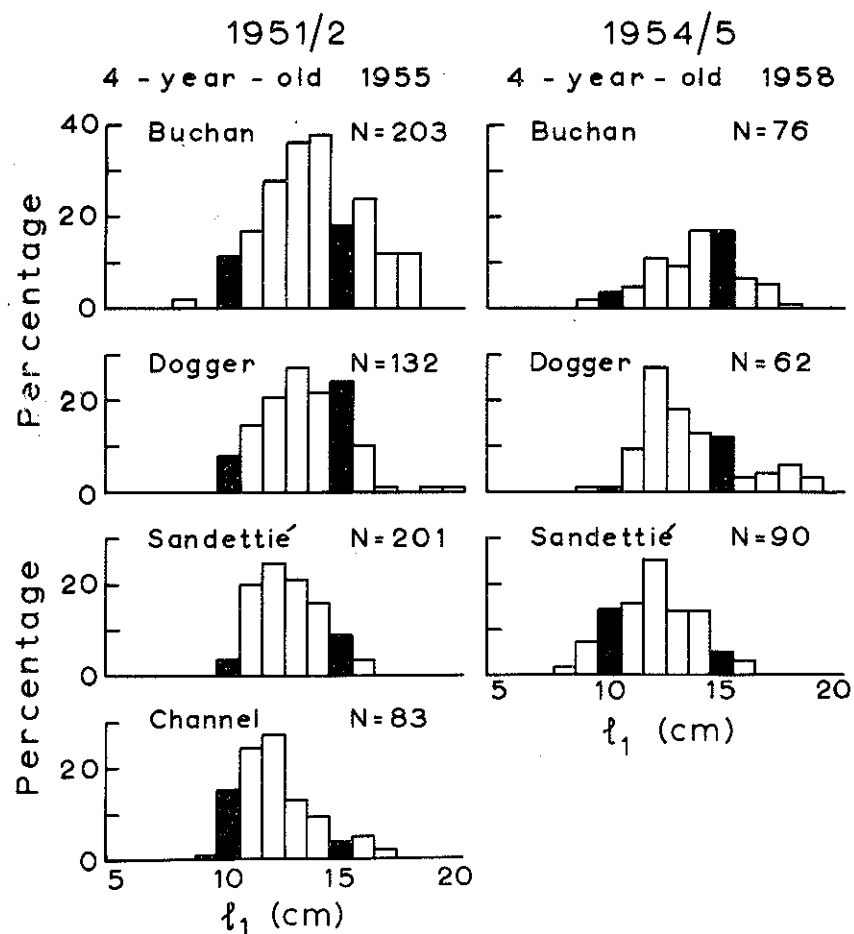 1951/2
4 - year - old 1955
1954/5
4 - year - old 1958
Percentage
40
20
0
Buchan N=203
Buchan N=76
20
0
Dogger N=132
Dogger N=62
Percentage
20
0
Sandettié N=201
Sandettié N=90
5 10 15 20
ℓ₁ (cm)
20
0
Channel N=83
5 10 15 20
ℓ₁ (cm)